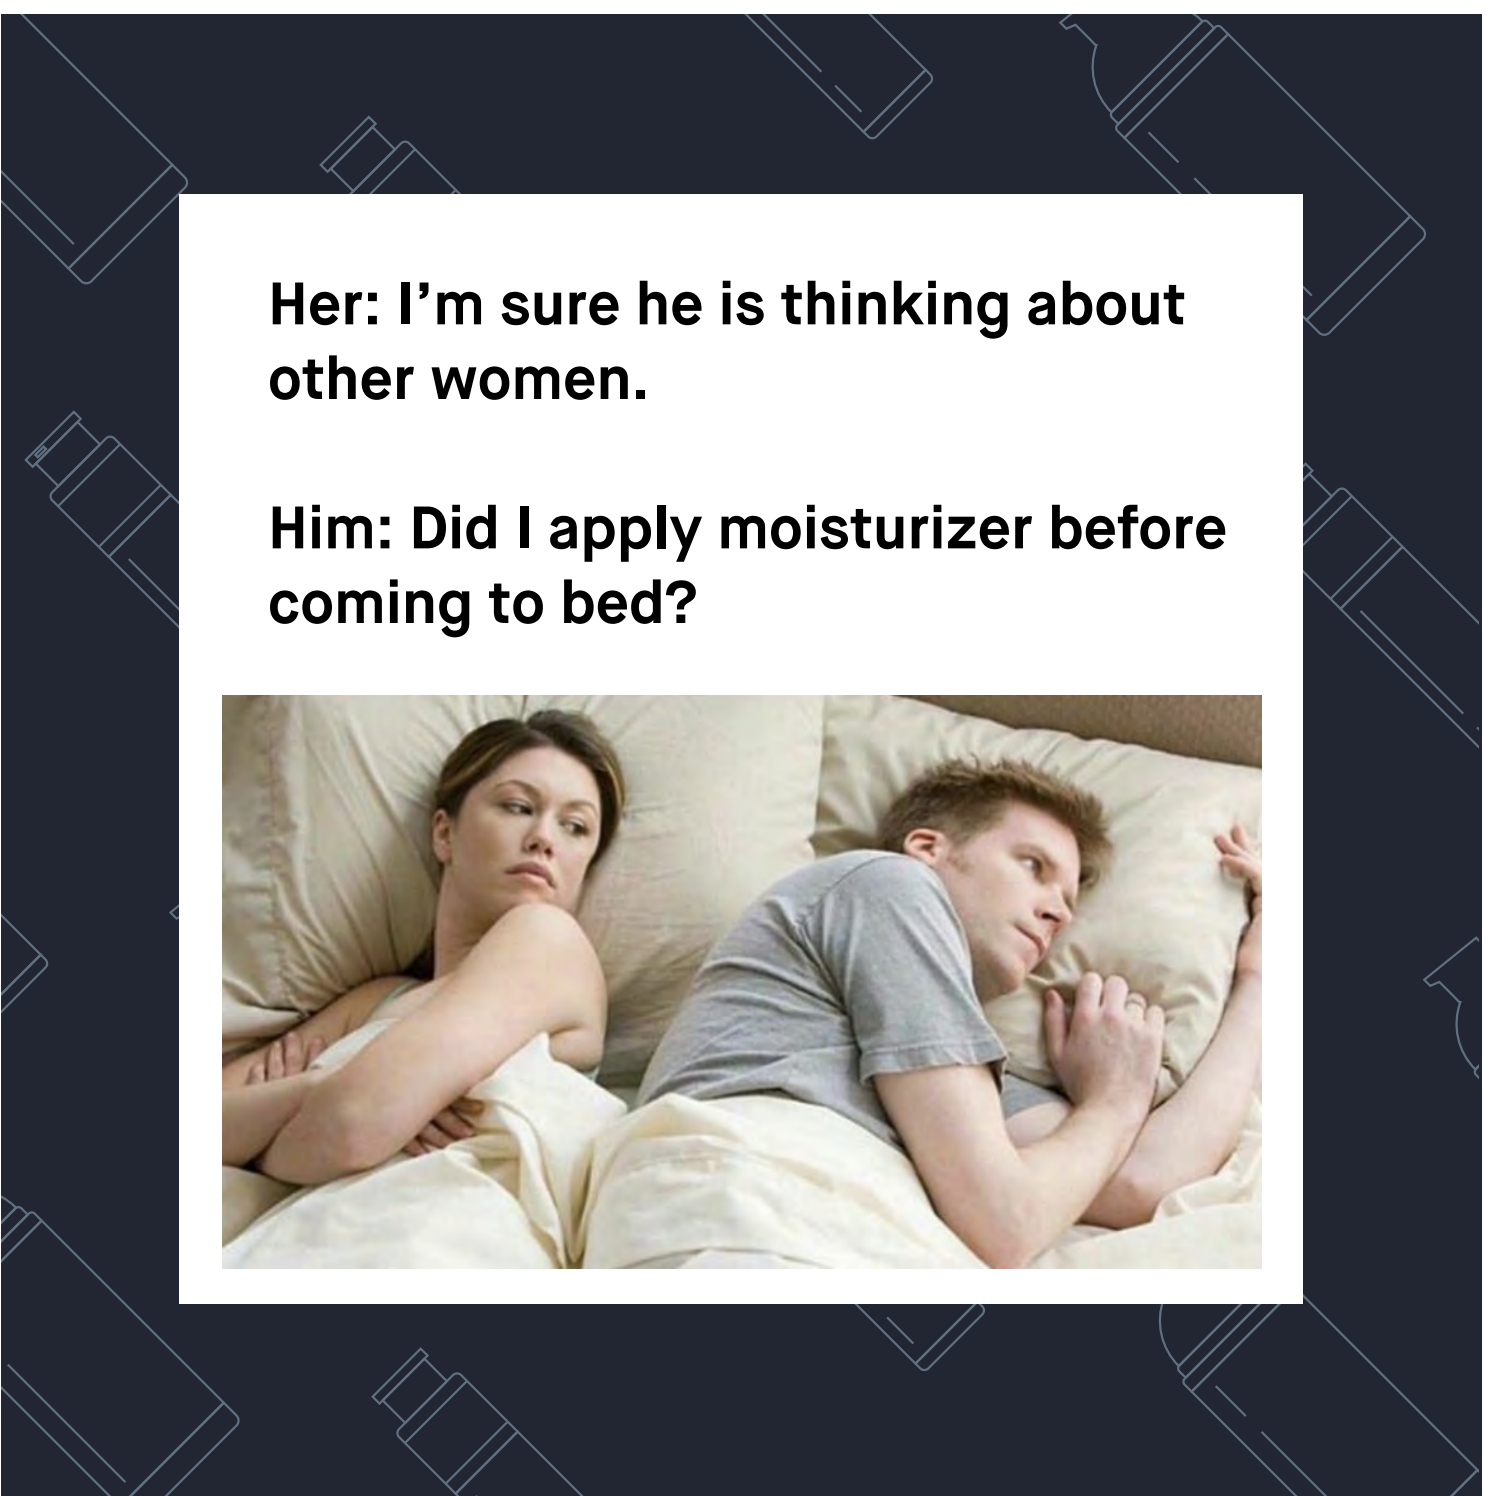 Her: I’m sure he is thinking about
other women.
Him: Did I apply moisturizer before
coming to bed?